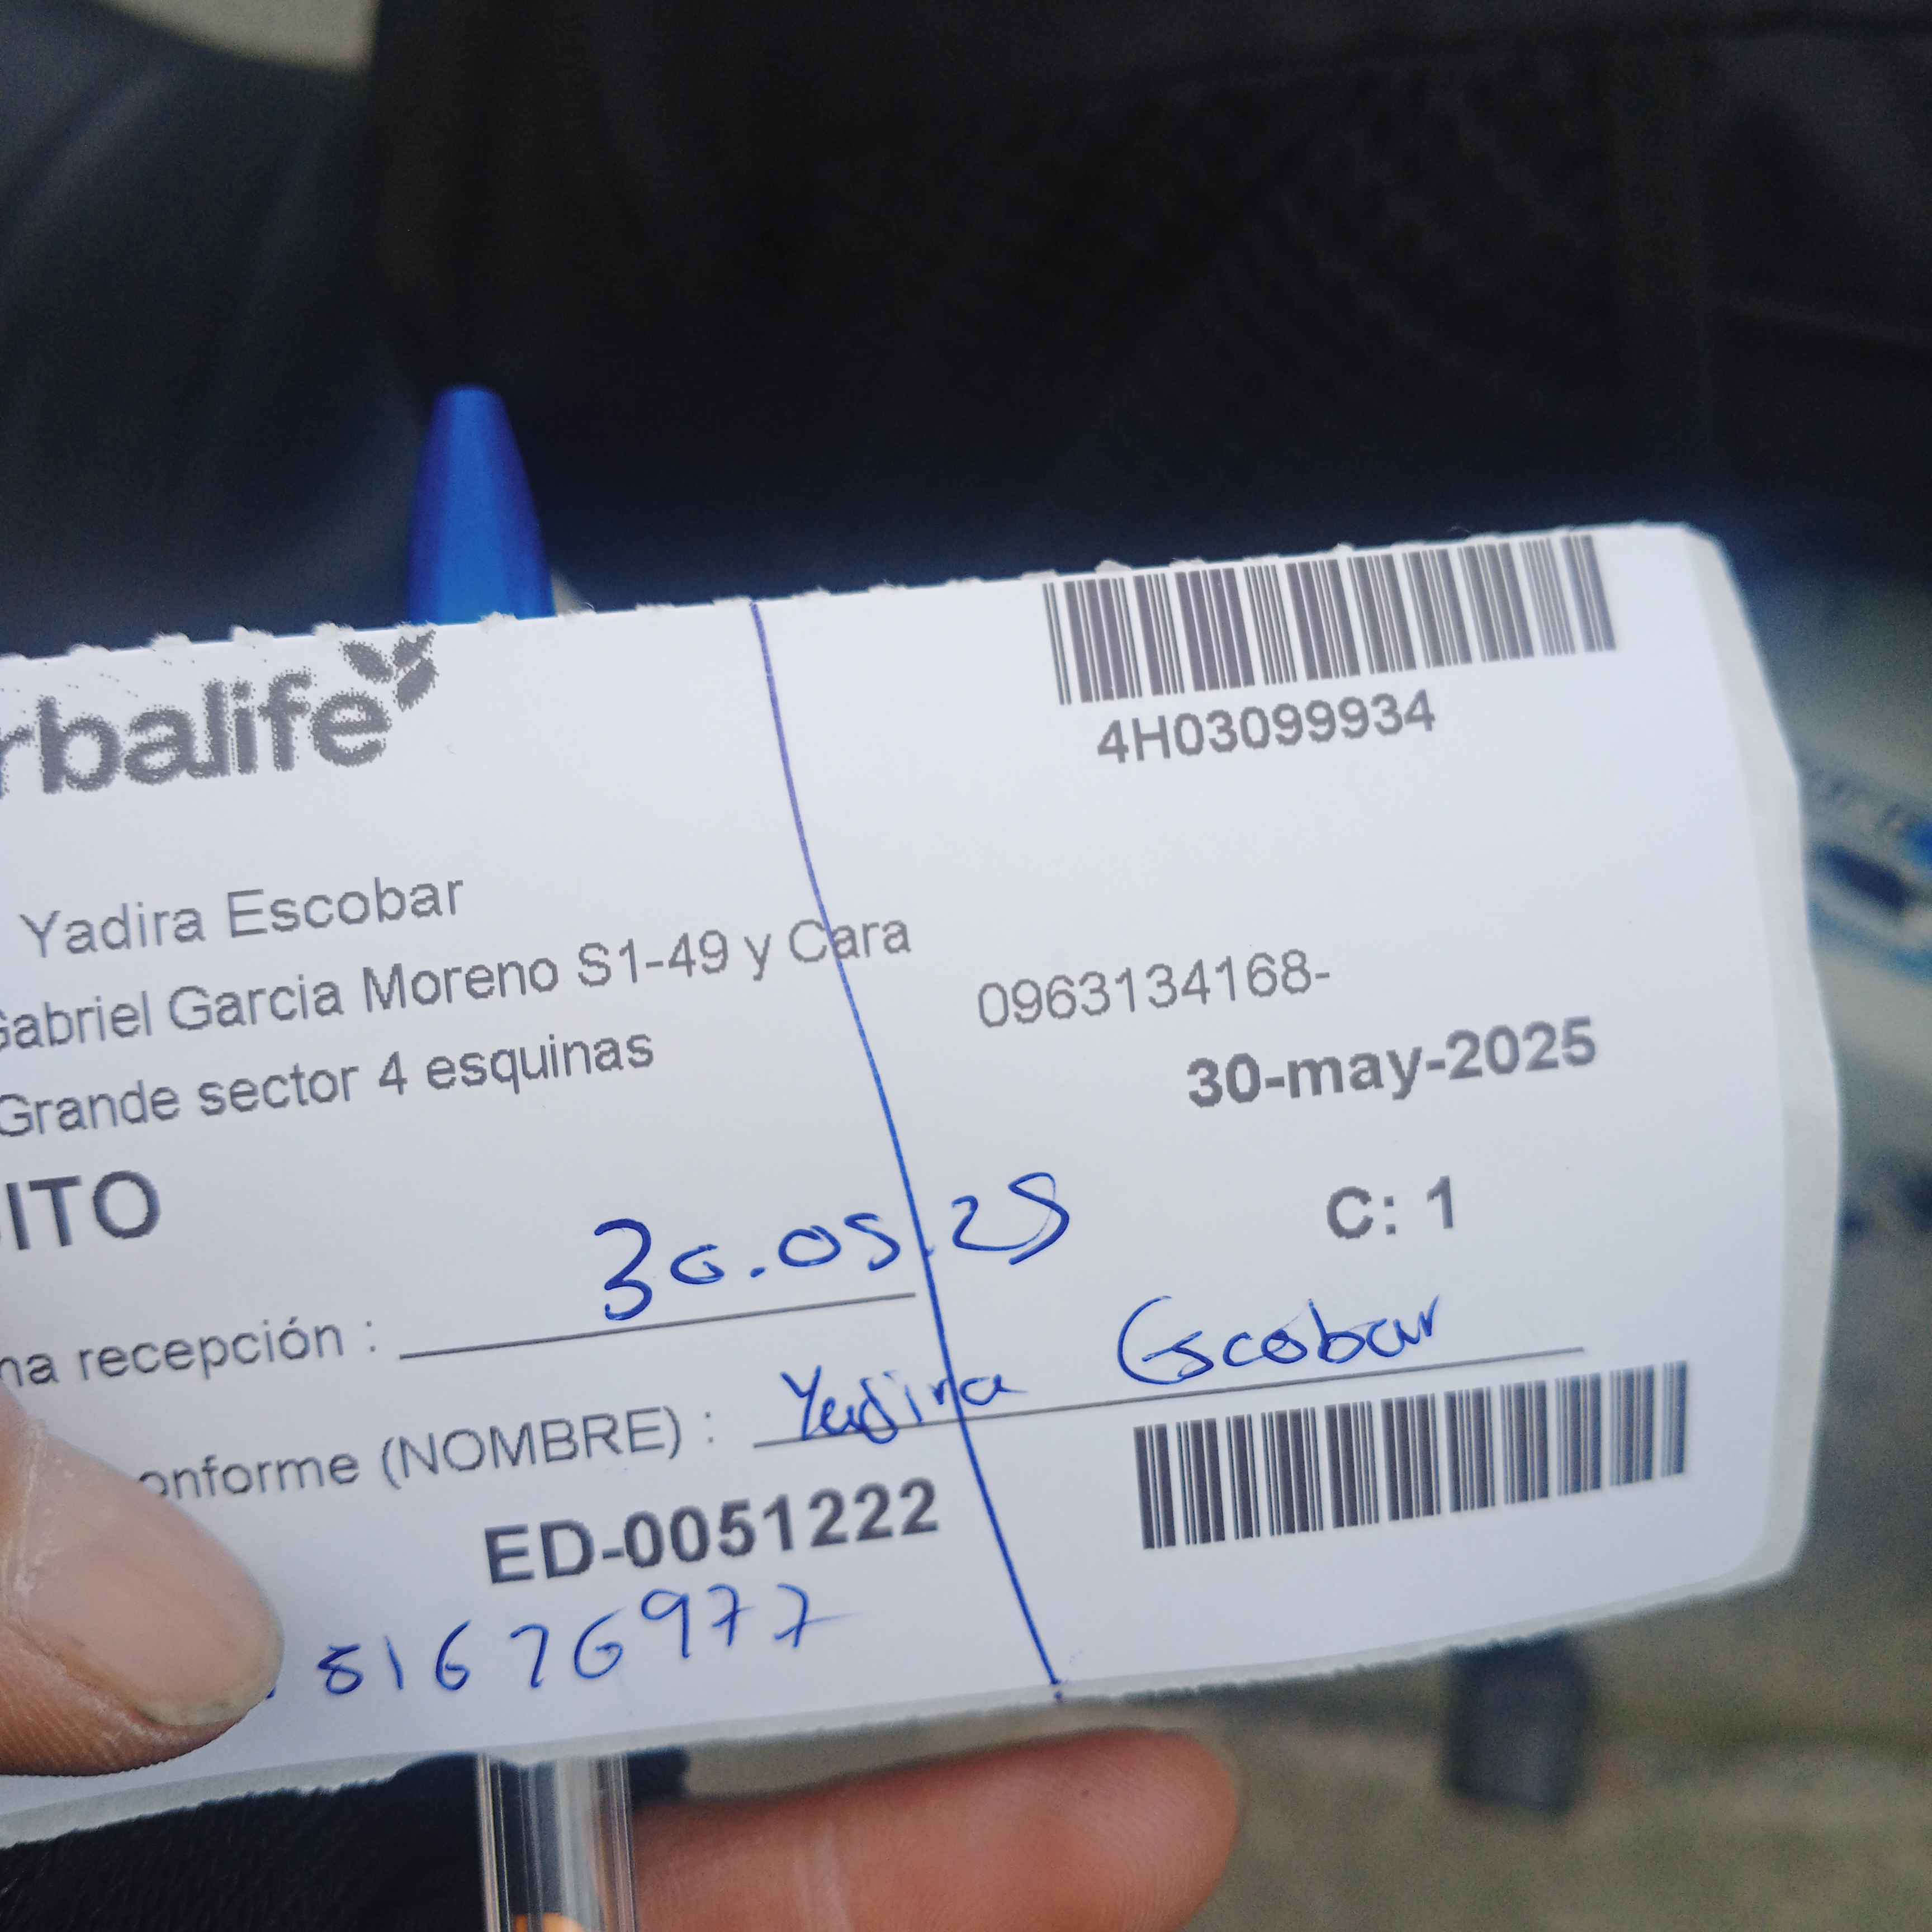 rbalife
4H03099934
Yadira Escobar
Gabriel Garcia Moreno S1-49 y Cara
0963134168-
Grande sector 4 esquinas
30-may-2025
ITO
C: 1
na recepción : 30.05.25
onforme (NOMBRE) : Yadira Escobar
ED-0051222
81676977